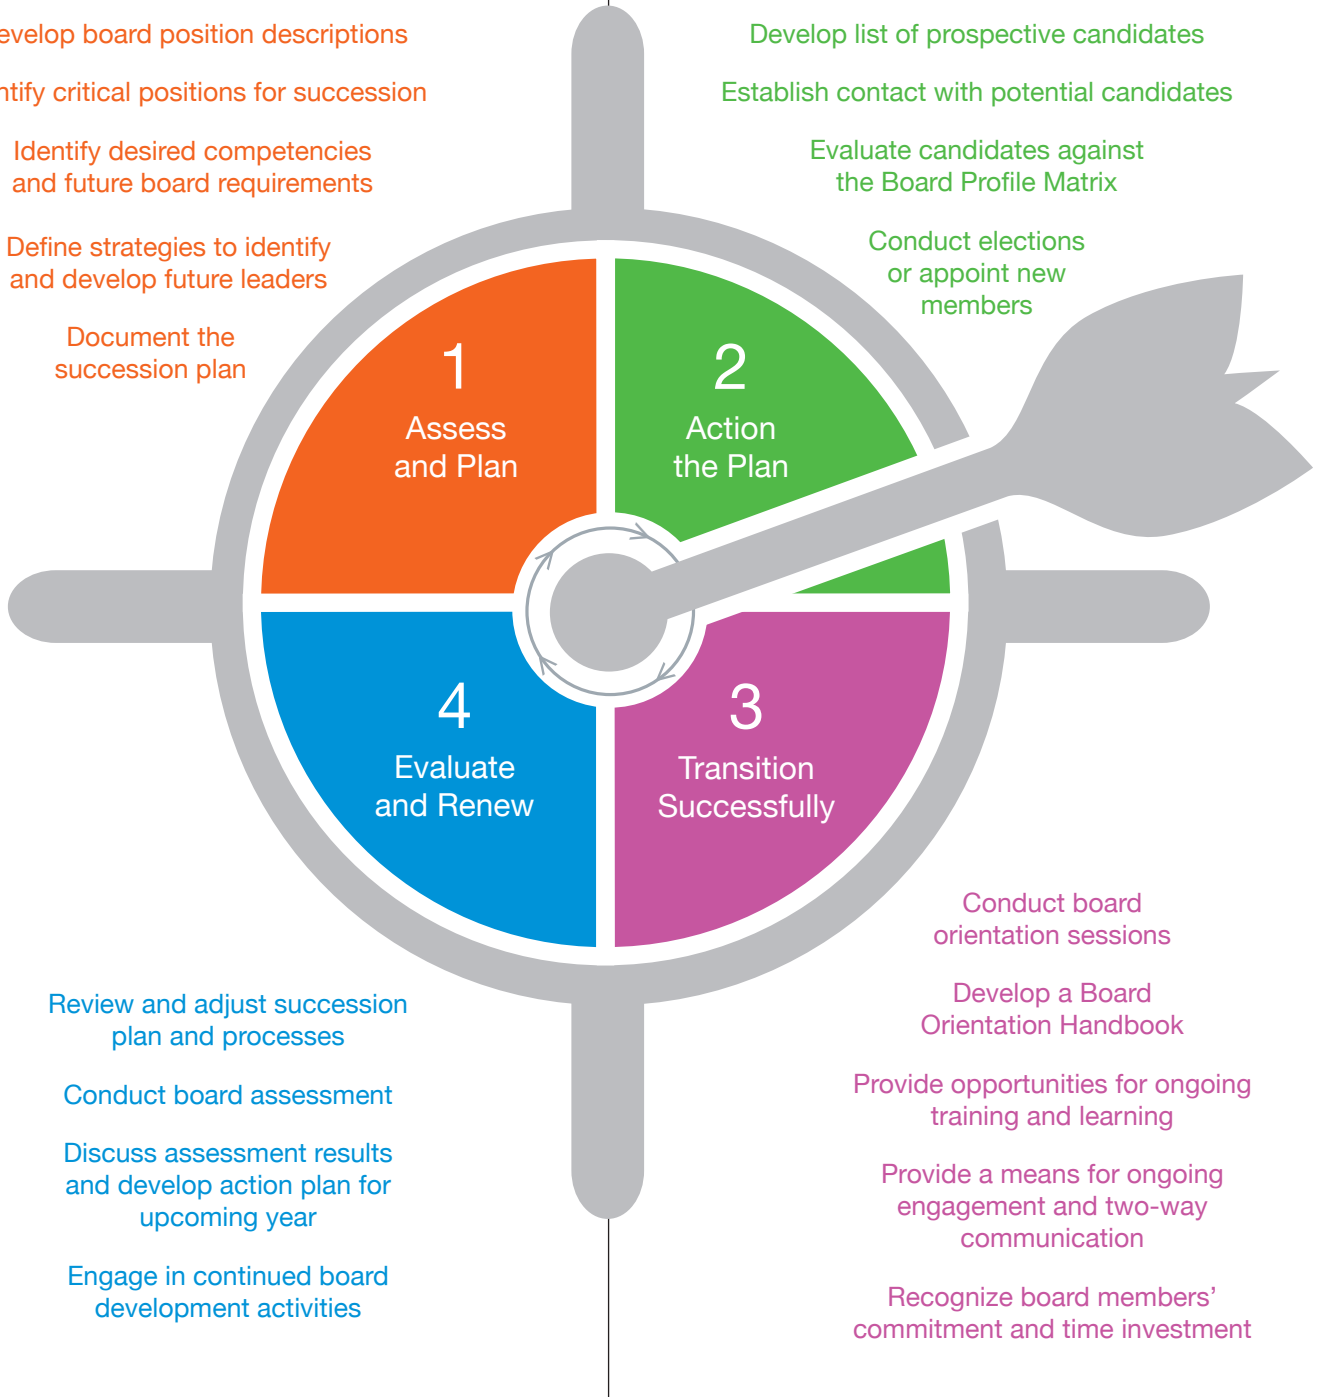 evelop board position descriptions
ntify critical positions for succession
Identify desired competencies
and future board requirements
Define strategies to identify
and develop future leaders
Document the
succession plan
Develop list of prospective candidates
Establish contact with potential candidates
Evaluate candidates against
the Board Profile Matrix
Conduct elections
or appoint new
members
1
Assess
and Plan
2
Action
the Plan
3
Transition
Successfully
4
Evaluate
and Renew
Conduct board
orientation sessions
Develop a Board
Orientation Handbook
Provide opportunities for ongoing
training and learning
Provide a means for ongoing
engagement and two-way
communication
Recognize board members’
commitment and time investment
Review and adjust succession
plan and processes
Conduct board assessment
Discuss assessment results
and develop action plan for
upcoming year
Engage in continued board
development activities